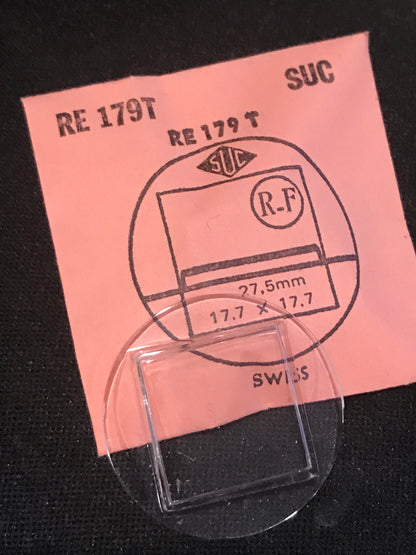 RE 179T
SUC
RE 179 T
SUC
R-F
27,5mm
17.7 x 17.7
SWISS